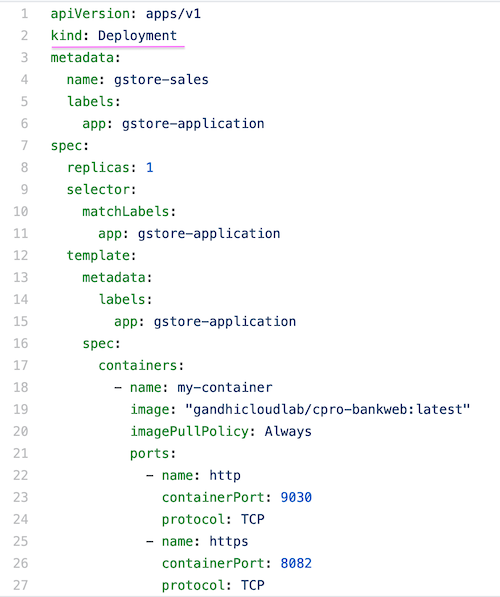 1 apiVersion: apps/v1
2 kind: Deployment
3 metadata:
4   name: gstore-sales
5   labels:
6     app: gstore-application
7 spec:
8   replicas: 1
9   selector:
10     matchLabels:
11       app: gstore-application
12   template:
13     metadata:
14       labels:
15         app: gstore-application
16     spec:
17       containers:
18         - name: my-container
19           image: "gandhicloudlab/cpro-bankweb:latest"
20           imagePullPolicy: Always
21           ports:
22             - name: http
23               containerPort: 9030
24               protocol: TCP
25             - name: https
26               containerPort: 8082
27               protocol: TCP